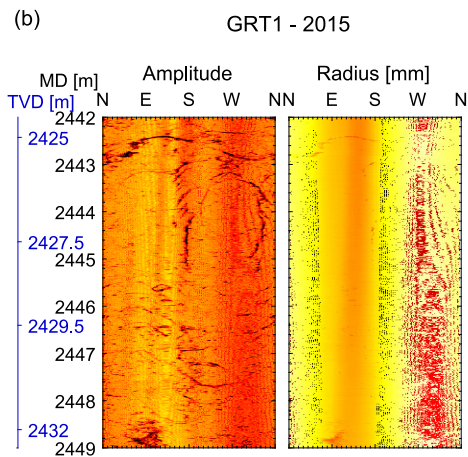 (b)
GRT1 - 2015
MD [m]
Amplitude
Radius [mm]
TVD [m]
N E S W N N E S W N
2442
2425
2443
2444
2427.5
2445
2446
2429.5
2447
2448
2432
2449